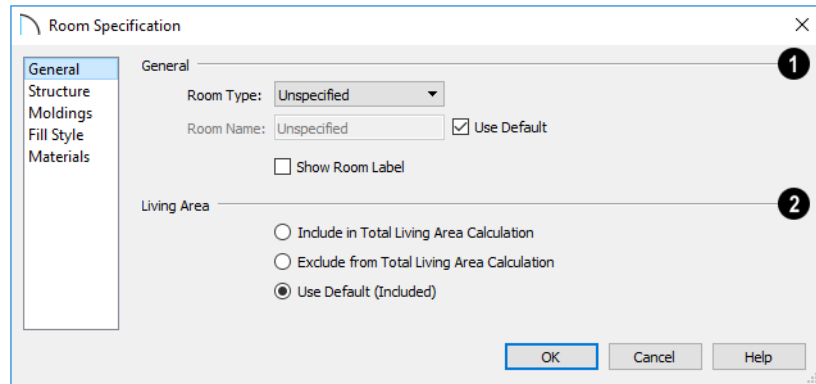 Room Specification
General
Structure
Moldings
Fill Style
Materials
General
1
Room Type: Unspecified
Room Name: Unspecified Use Default
Show Room Label
Living Area
2
Include in Total Living Area Calculation
Exclude from Total Living Area Calculation
Use Default (Included)
OK Cancel Help